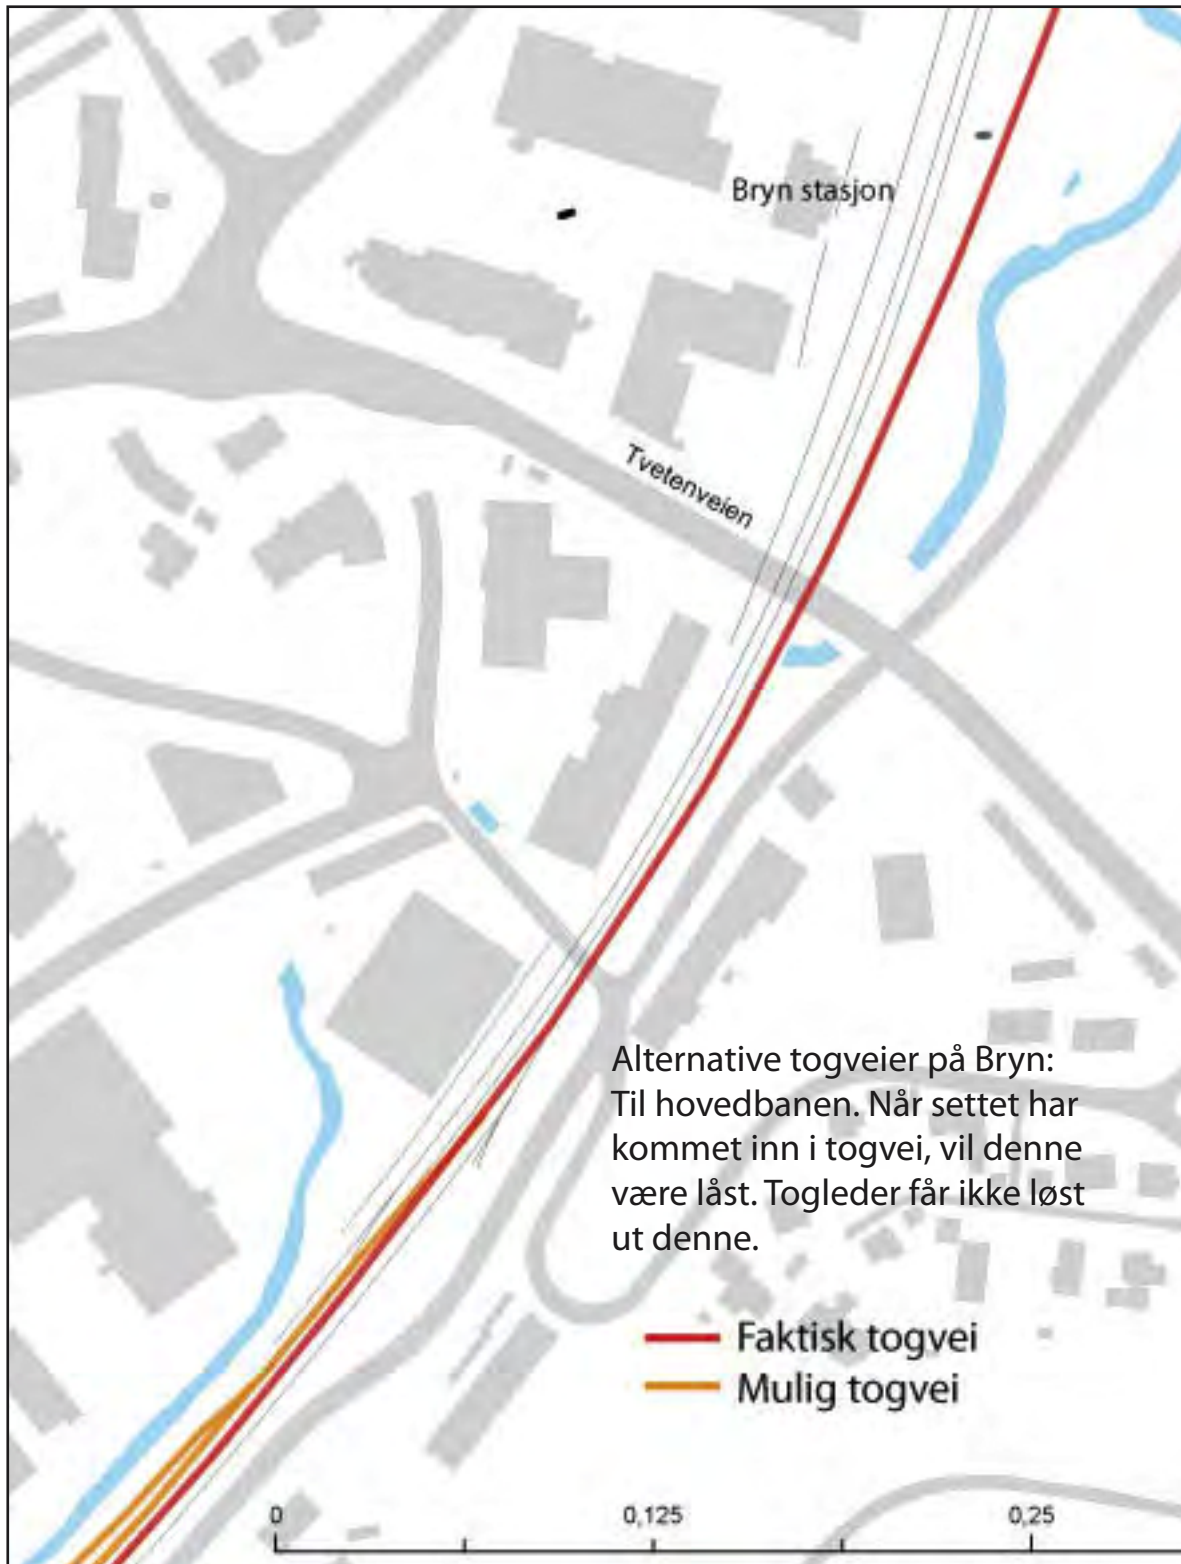 Bryn stasjon
Tvetenveien
Alternative togveier på Bryn:
Til hovedbanen. Når settet har
kommet inn i togvei, vil denne
være låst. Togleder får ikke løst
ut denne.
Faktisk togvei
Mulig togvei
0 0,125 0,25